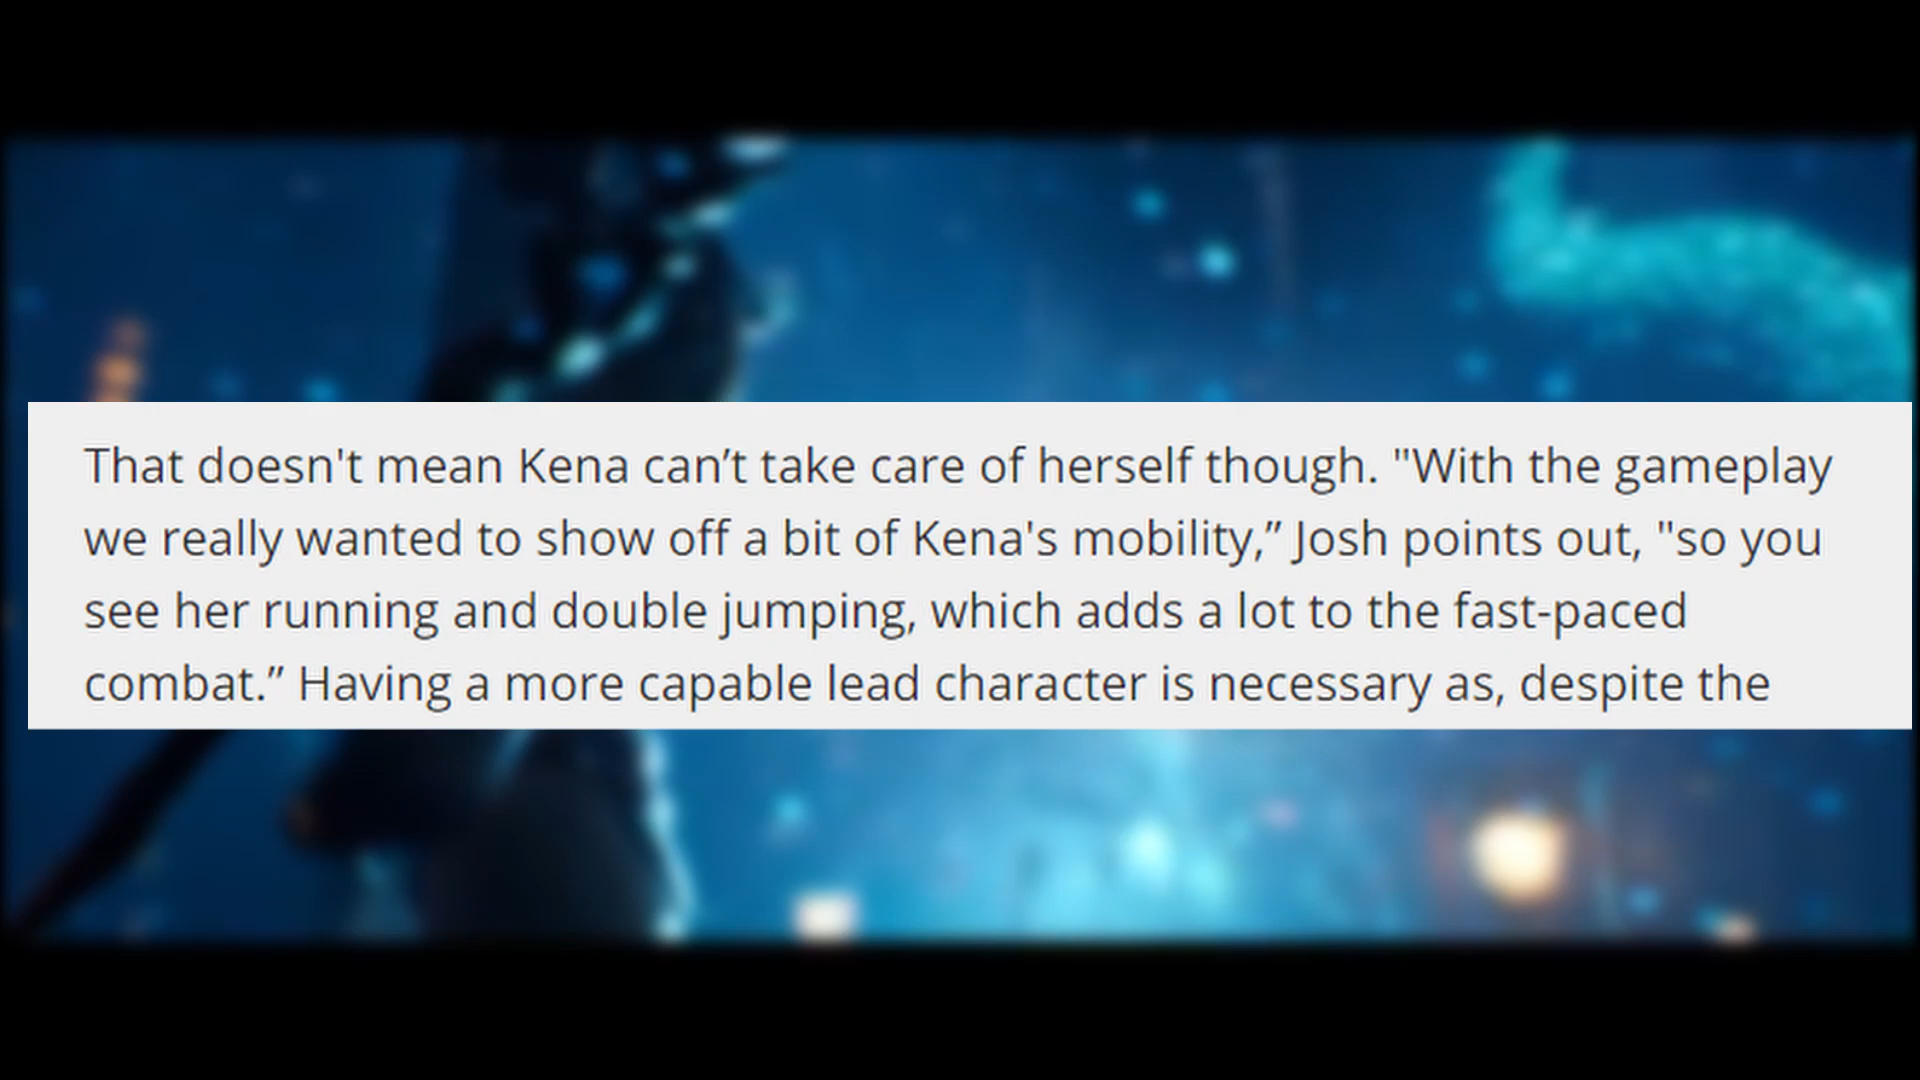 That doesn't mean Kena can’t take care of herself though. "With the gameplay
we really wanted to show off a bit of Kena's mobility,” Josh points out, "so you
see her running and double jumping, which adds a lot to the fast-paced
combat.” Having a more capable lead character is necessary as, despite the